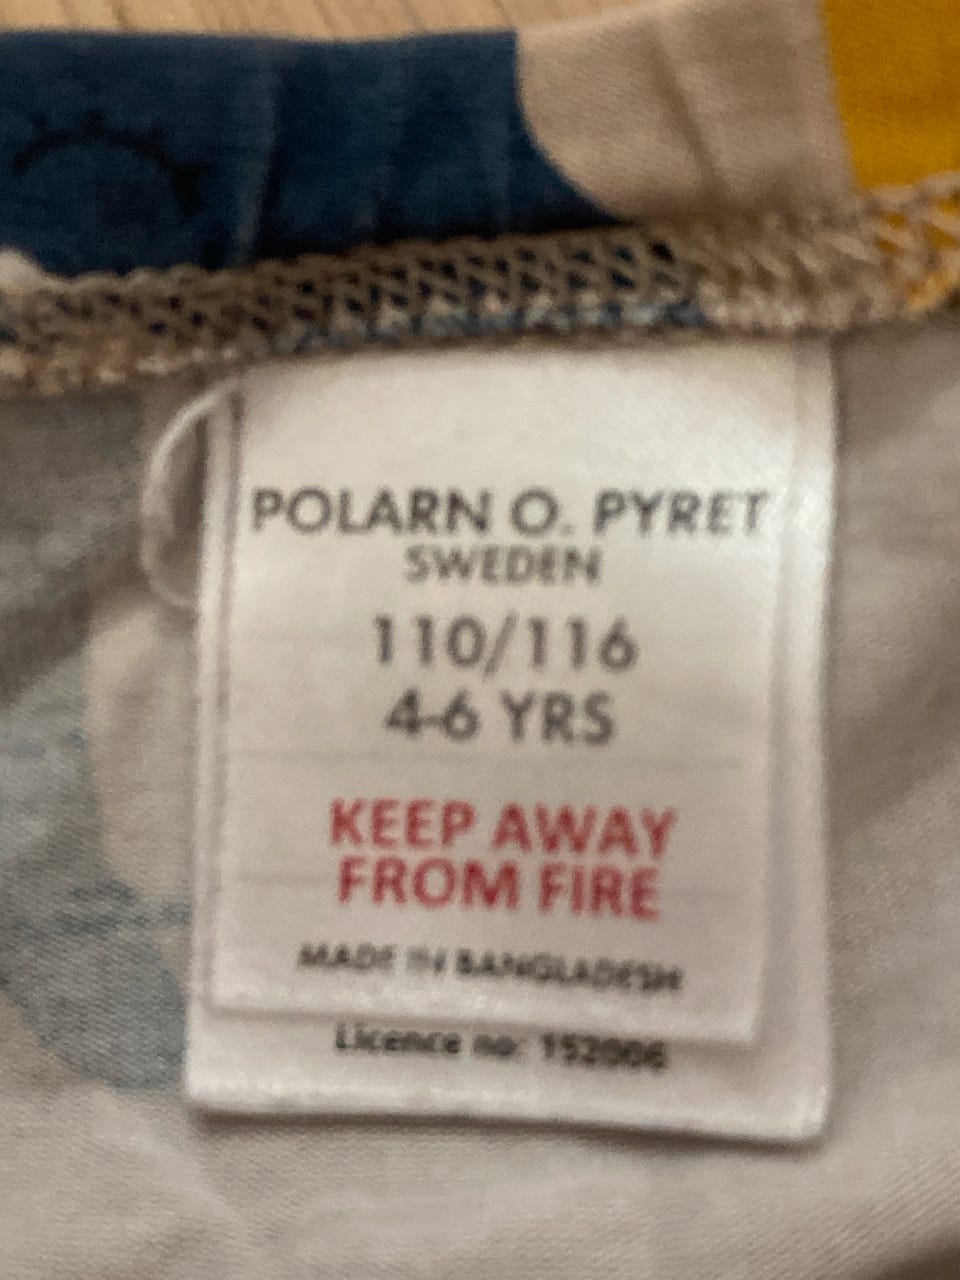 POLARN O. PYRET
SWEDEN
110/116
4-6 YRS
KEEP AWAY
FROM FIRE
MADE IN BANGLADESH
Licence no: 152006